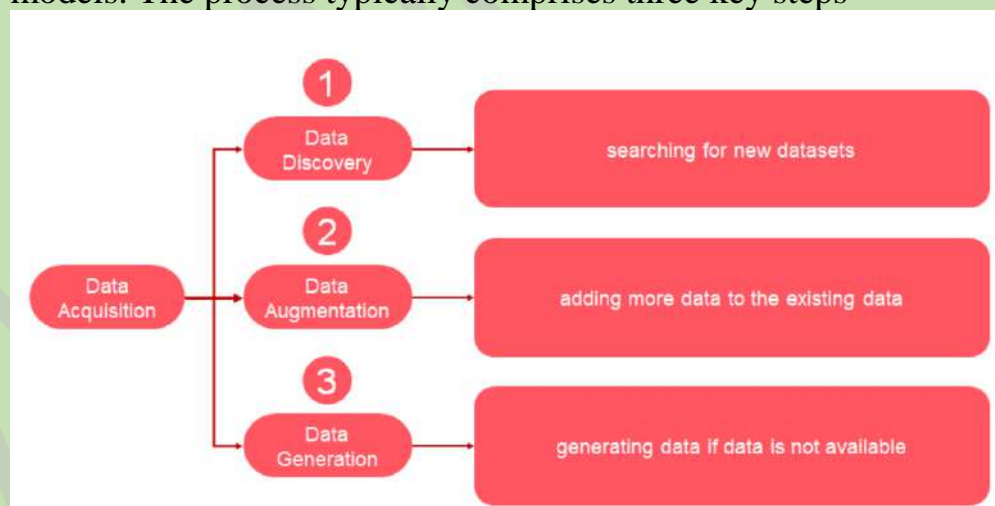 models. The process typically comprises three key steps
1
Data
Discovery
searching for new datasets
2
Data
Acquisition
Data
Augmentation
adding more data to the existing data
3
Data
Generation
generating data if data is not available